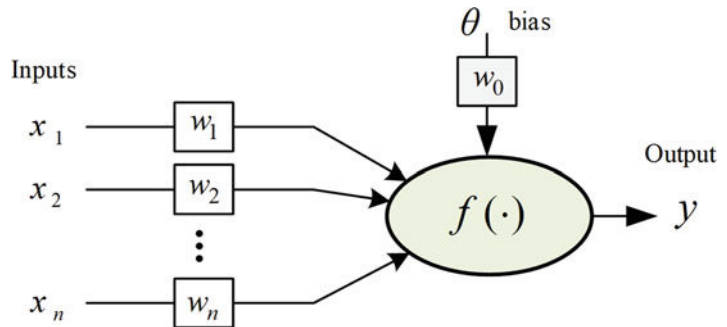 θ bias
w₀
Inputs
x₁ w₁
x₂ w₂
xₙ wₙ
f(·)
Output
y